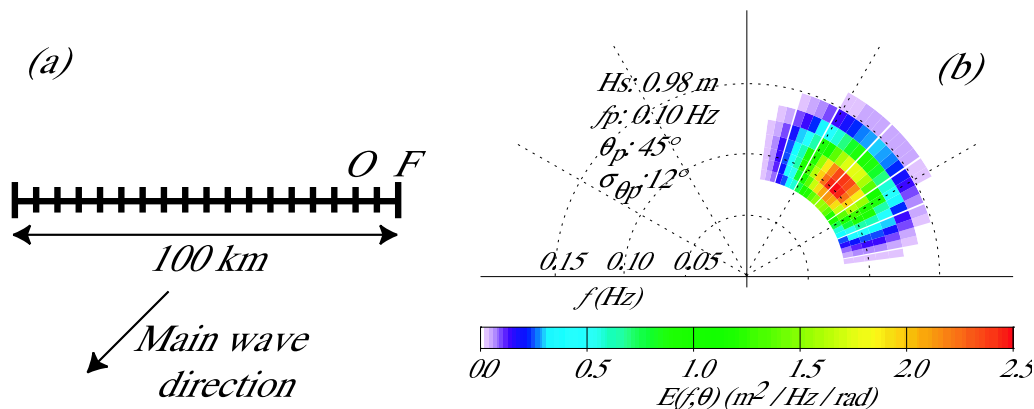 (a)
O F
100 km
Main wave
direction
(b)
Hs: 0.98 m
fp: 0.10 Hz
θp: 45°
σθp: 12°
0.15 0.10 0.05
f (Hz)
0.0 0.5 1.0 1.5 2.0 2.5
E(f,θ) (m² / Hz / rad)